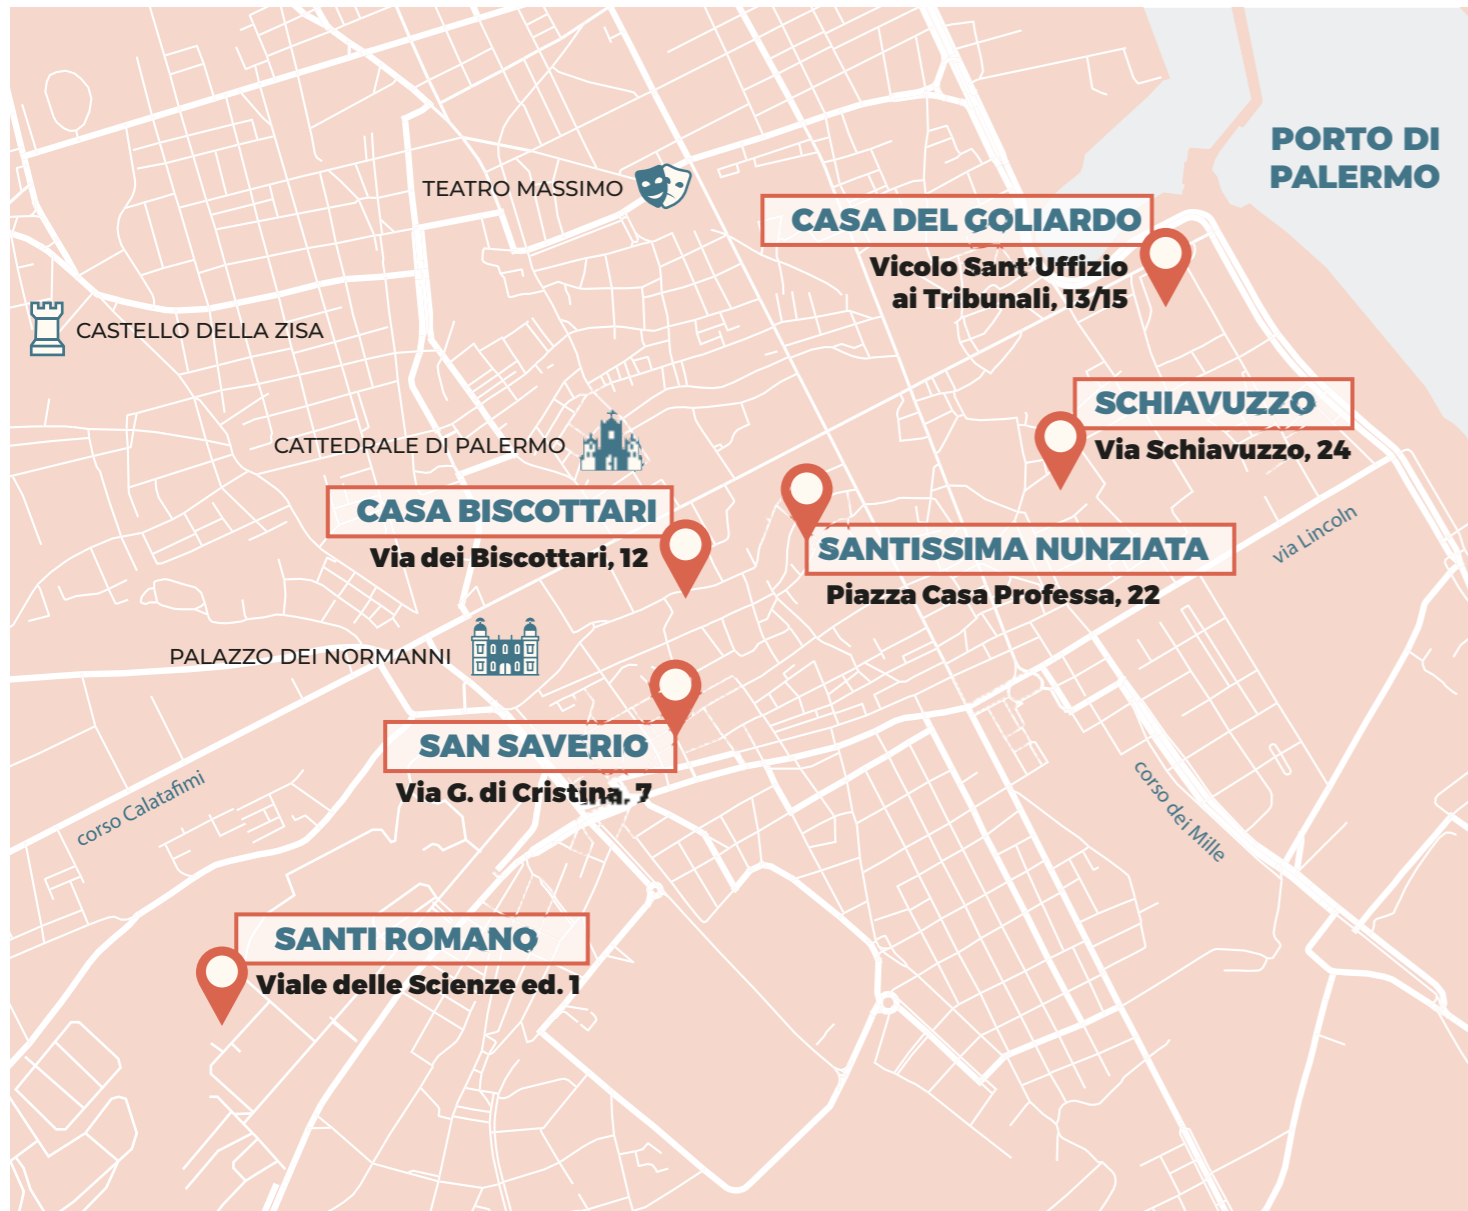 PORTO DI
PALERMO
TEATRO MASSIMO
CASA DEL GOLIARDO
Vicolo Sant'Uffizio
ai Tribunali, 13/15
CASTELLO DELLA ZISA
SCHIAVUZZO
Via Schiavuzzo, 24
CATTEDRALE DI PALERMO
CASA BISCOTTARI
Via dei Biscottari, 12
SANTISSIMA NUNZIATA
Piazza Casa Professa, 22
via Lincoln
PALAZZO DEI NORMANNI
SAN SAVERIO
Via G. di Cristina, 7
corso Calatafimi
corso dei Mille
SANTI ROMANO
Viale delle Scienze ed. 1